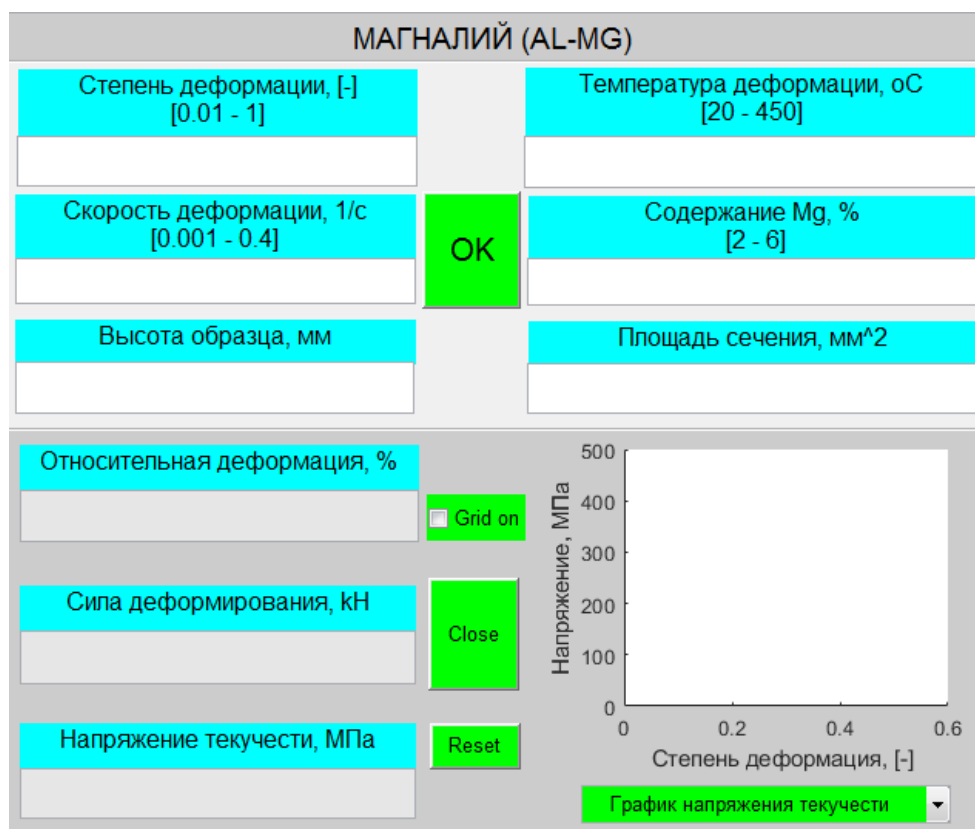 МАГНАЛИЙ (AL-MG)
Степень деформации, [-]
[0.01 - 1]
Температура деформации, оС
[20 - 450]
Скорость деформации, 1/с
[0.001 - 0.4]
OK
Содержание Mg, %
[2 - 6]
Высота образца, мм
Площадь сечения, мм^2
Относительная деформация, %
Grid on
Сила деформирования, kH
Close
Напряжение текучести, МПа
Reset
Напряжение, МПа
500
400
300
200
100
0
0 0.2 0.4 0.6
Степень деформация, [-]
График напряжения текучести